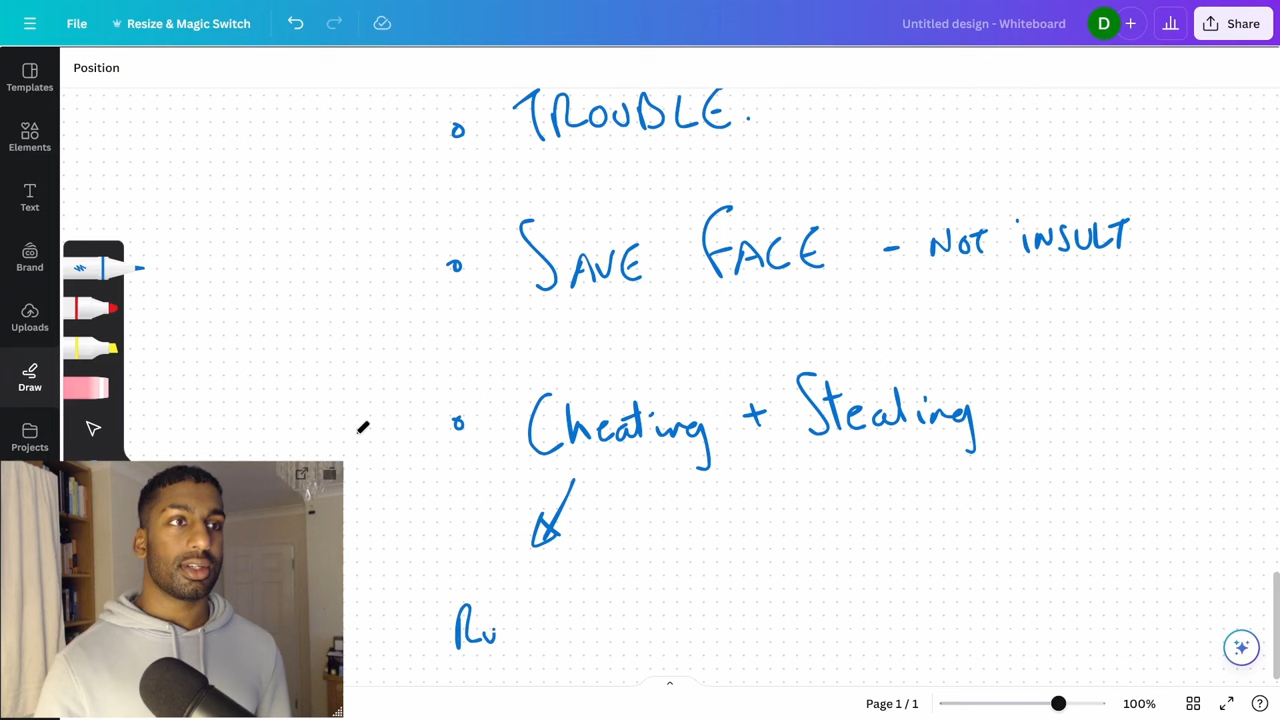 File
Resize & Magic Switch
Untitled design - Whiteboard
D
+
Share
Templates
Position
Elements
Text
Brand
Uploads
Draw
Projects
TROUBLE.
SAVE FACE - NOT INSULT
Cheating + Stealing
Ru
Page 1 / 1
100%